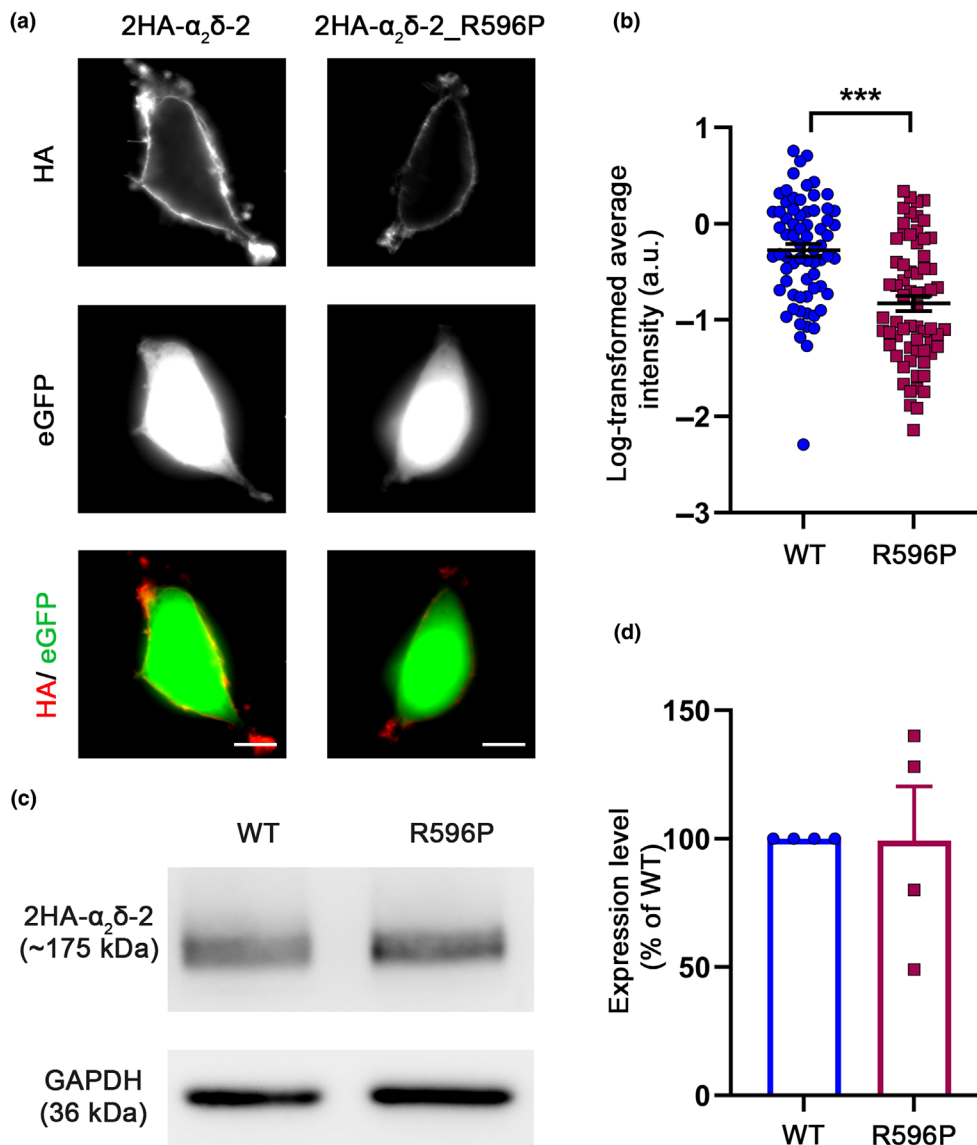 (a)
2HA-α₂δ-2
2HA-α₂δ-2_R596P
HA
eGFP
HA/ eGFP
(b)
***
Log-transformed average
intensity (a.u.)
1
0
−1
−2
−3
WT
R596P
(c)
WT
R596P
2HA-α₂δ-2
(~175 kDa)
GAPDH
(36 kDa)
(d)
Expression level
(% of WT)
150
100
50
0
WT
R596P